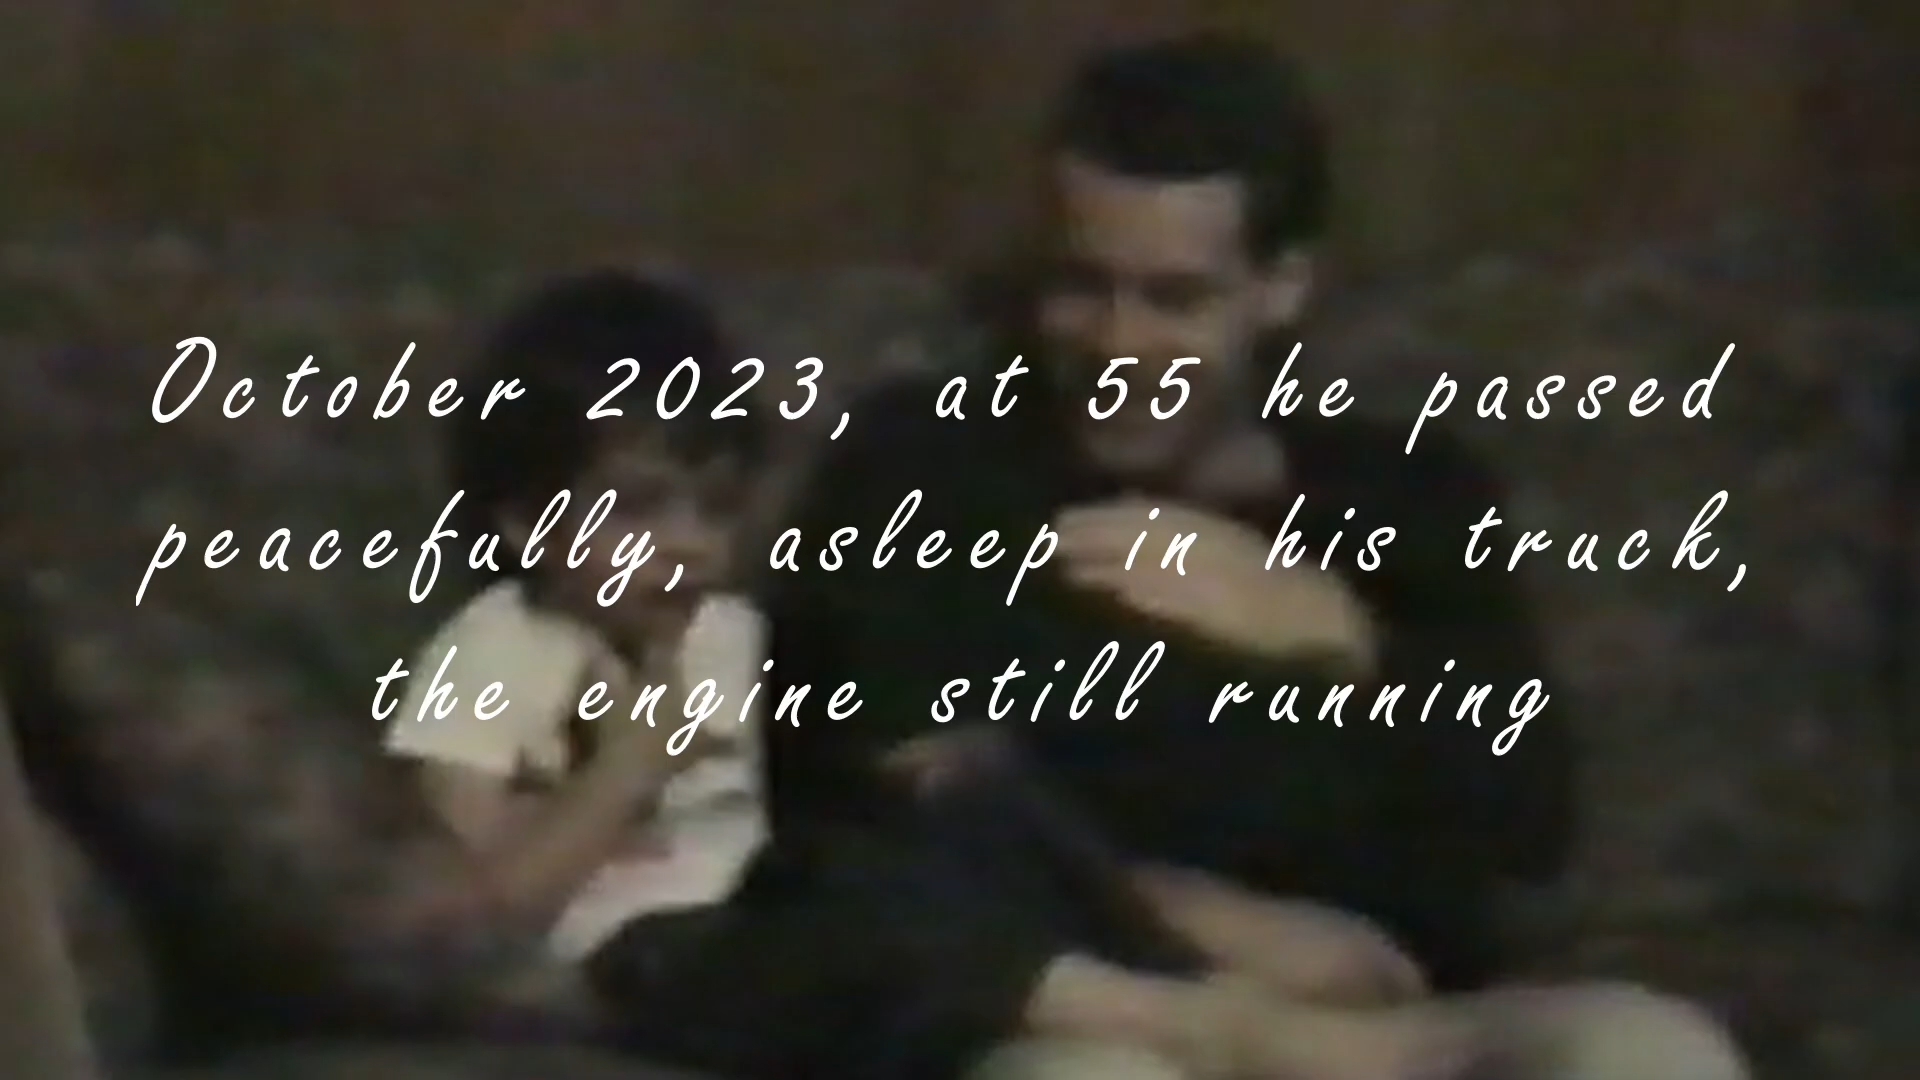 October 2023, at 55 he passed
peacefully, asleep in his truck,
the engine still running